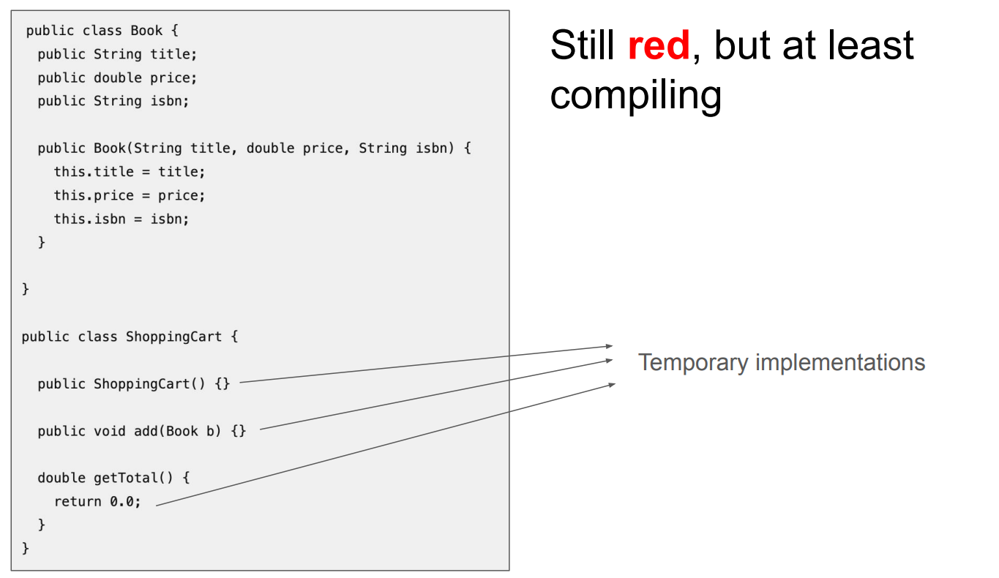 public class Book {
public String title;
public double price;
public String isbn;
public Book(String title, double price, String isbn) {
this.title = title;
this.price = price;
this.isbn = isbn;
}
}
public class ShoppingCart {
public ShoppingCart() {}
public void add(Book b) {}
double getTotal() {
return 0.0;
}
}
Still red, but at least
compiling
Temporary implementations